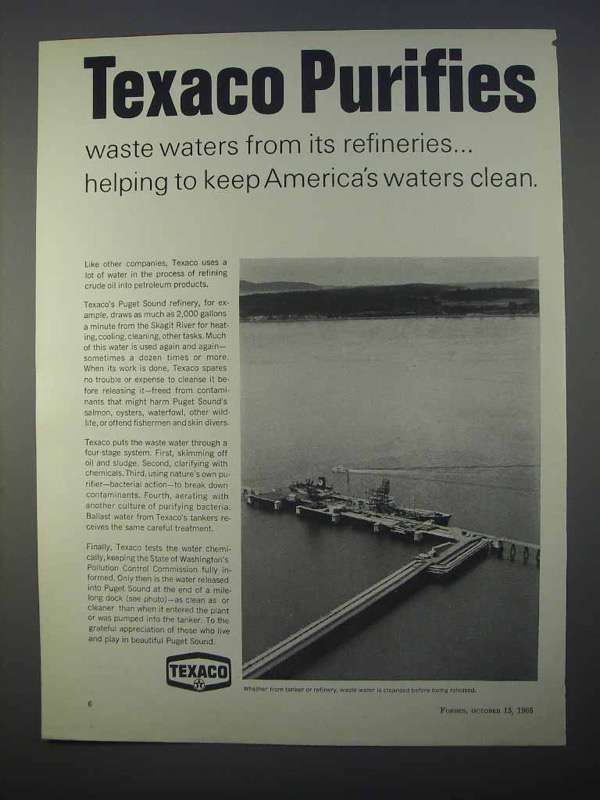 Texaco Purifies
waste waters from its refineries...
helping to keep America's waters clean.
Like other companies, Texaco uses a
lot of water in the process of refining
crude oil into petroleum products.
Texaco's Puget Sound refinery, for ex-
ample, draws as much as 2,000 gallons
a minute from the Skagit River for heat-
ing, cooling, cleaning, other tasks. Much
of this water is used again and again—
sometimes a dozen times or more.
When its work is done, Texaco spares
no trouble or expense to cleanse it be-
fore releasing it—freed from contami-
nants that might harm Puget Sound's
salmon, oysters, waterfowl, other wild
life, or offend fishermen and skin divers.
Texaco puts the waste water through a
four-stage system. First, skimming off
oil and sludge. Second, clarifying with
chemicals. Third, using nature's own pu-
rifier—bacterial action—to break down
contaminants. Fourth, aerating with
another culture of purifying bacteria.
Ballast water from Texaco's tankers re-
ceives the same careful treatment.
Finally, Texaco tests the water chemi-
cally, keeping the State of Washington's
Pollution Control Commission fully in-
formed. Only then is the water released
into Puget Sound at the end of a mile-
long dock (see photo)—as clean as or
cleaner than when it entered the plant
or was pumped into the tanker. To the
grateful appreciation of those who live
and play in beautiful Puget Sound.
TEXACO
T
Whether from tanker or refinery, waste water is cleansed before being released.
6
FORBES, OCTOBER 15, 1966